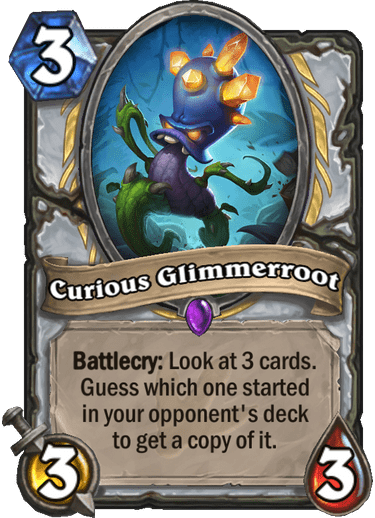 3
Curious Glimmerroot
Battlecry: Look at 3 cards.
Guess which one started
in your opponent's deck
to get a copy of it.
3
3